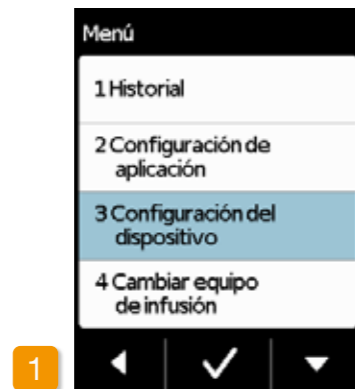 Menú
1 Historial
2 Configuración de
aplicación
3 Configuración del
dispositivo
4 Cambiar equipo
de infusión
1